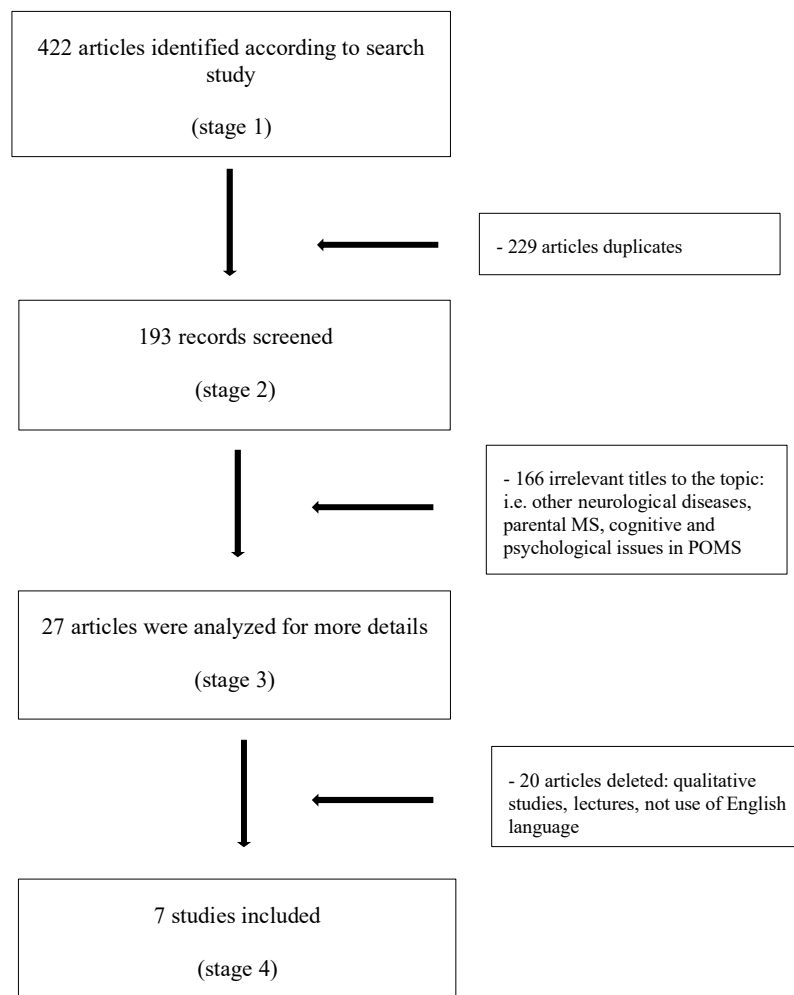 422 articles identified according to search
study
(stage 1)
- 229 articles duplicates
193 records screened
(stage 2)
- 166 irrelevant titles to the topic:
i.e. other neurological diseases,
parental MS, cognitive and
psychological issues in POMS
27 articles were analyzed for more details
(stage 3)
- 20 articles deleted: qualitative
studies, lectures, not use of English
language
7 studies included
(stage 4)